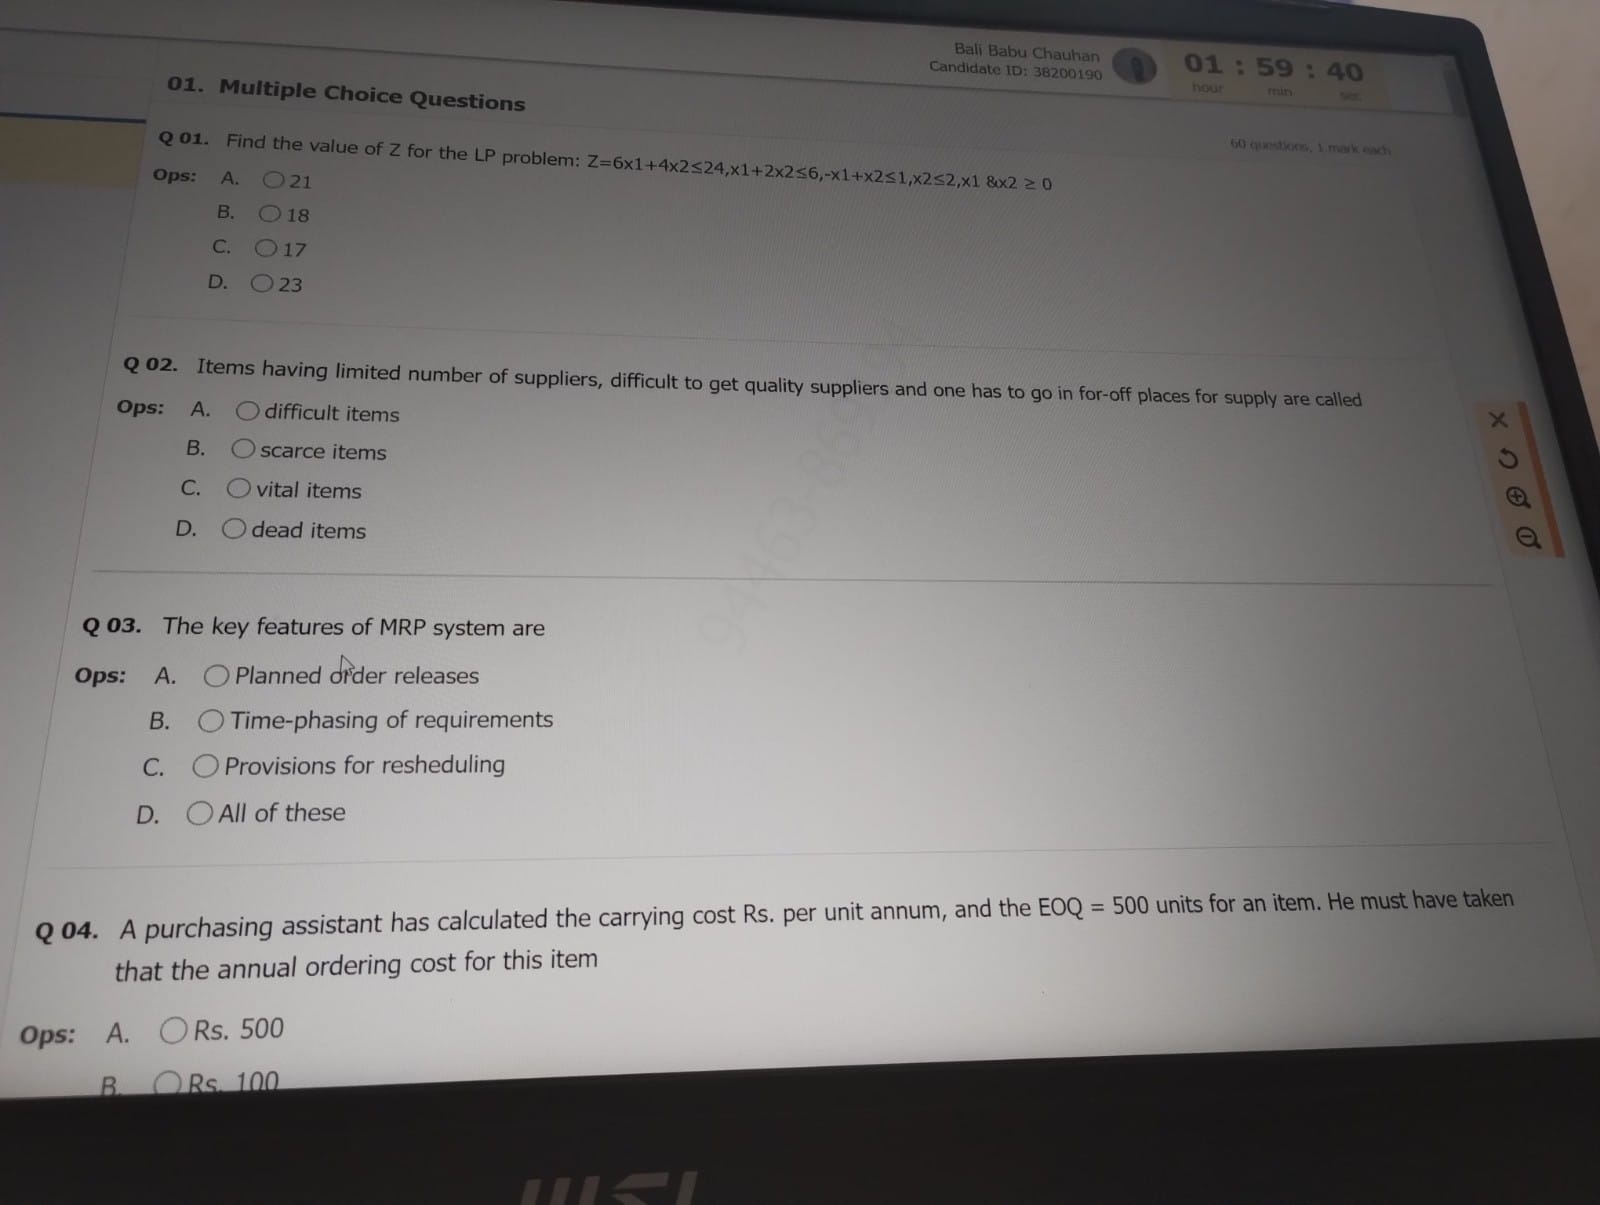 Bali Babu Chauhan
Candidate ID: 38200190
01 : 59 : 40
hour min sec
01. Multiple Choice Questions
60 questions, 1 mark each
Q 01. Find the value of Z for the LP problem: Z=6x1+4x2≤24,x1+2x2≤6,-x1+x2≤1,x2≤2,x1 &x2 ≥ 0
Ops: A. 21
B. 18
C. 17
D. 23
Q 02. Items having limited number of suppliers, difficult to get quality suppliers and one has to go in for-off places for supply are called
Ops: A. difficult items
B. scarce items
C. vital items
D. dead items
Q 03. The key features of MRP system are
Ops: A. Planned order releases
B. Time-phasing of requirements
C. Provisions for resheduling
D. All of these
Q 04. A purchasing assistant has calculated the carrying cost Rs. per unit annum, and the EOQ = 500 units for an item. He must have taken
that the annual ordering cost for this item
Ops: A. Rs. 500
B. Rs. 100
msi